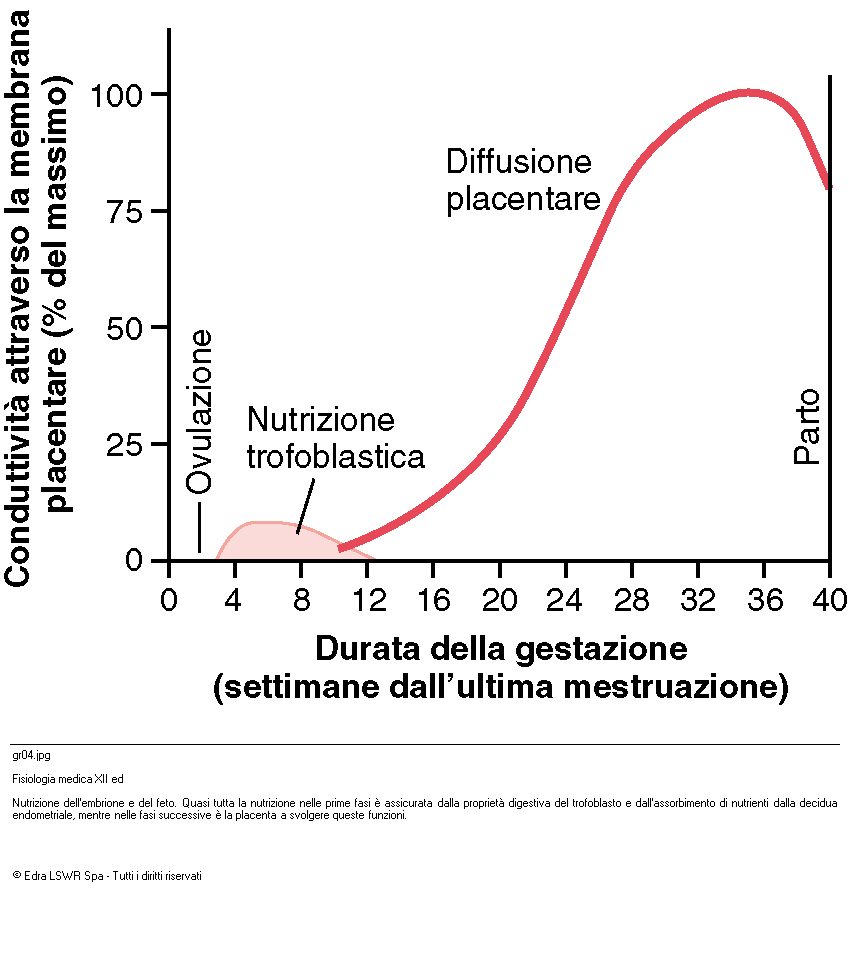 Conduttività attraverso la membrana
placentare (% del massimo)
100
75
50
25
0
Diffusione
placentare
Ovulazione
Nutrizione
trofoblastica
Parto
0 4 8 12 16 20 24 28 32 36 40
Durata della gestazione
(settimane dall'ultima mestruazione)
gr04.jpg
Fisiologia medica XII ed
Nutrizione dell'embrione e del feto. Quasi tutta la nutrizione nelle prime fasi è assicurata dalla proprietà digestiva del trofoblasto e dall'assorbimento di nutrienti dalla decidua
endometriale, mentre nelle fasi successive è la placenta a svolgere queste funzioni.
© Edra LSWR Spa - Tutti i diritti riservati